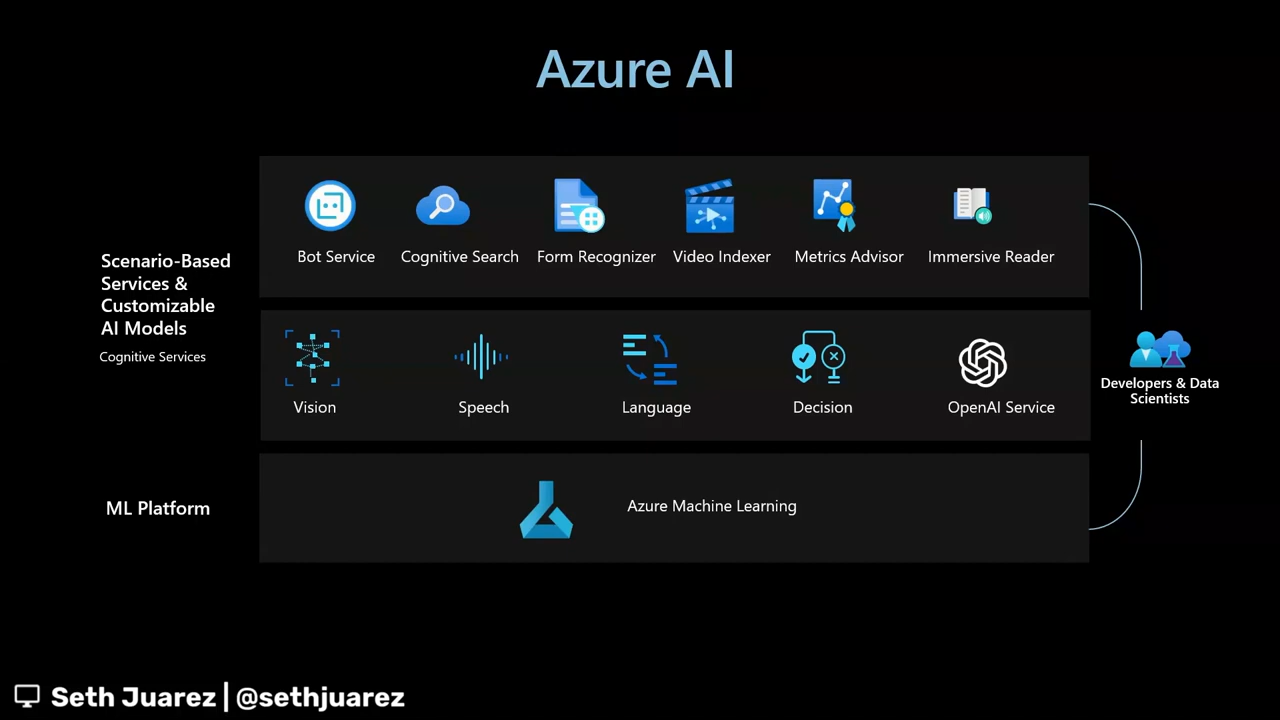 Azure AI
Bot Service
Cognitive Search
Form Recognizer
Video Indexer
Metrics Advisor
Immersive Reader
Scenario-Based
Services &
Customizable
AI Models
Cognitive Services
Vision
Speech
Language
Decision
OpenAI Service
Developers & Data
Scientists
ML Platform
Azure Machine Learning
Seth Juarez | @sethjuarez